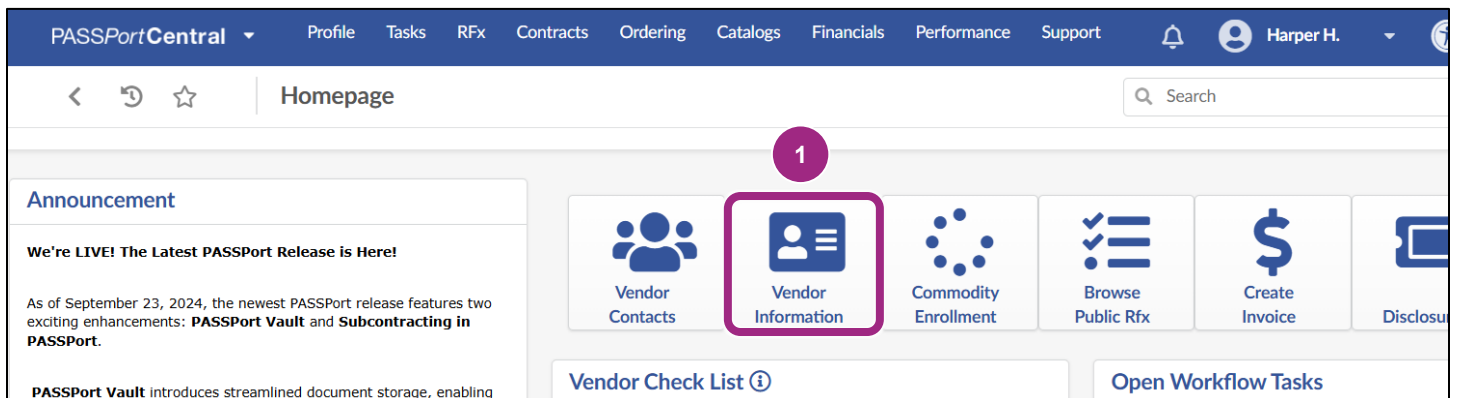 PASSPortCentral Profile Tasks RFx Contracts Ordering Catalogs Financials Performance Support Harper H.
Homepage Search
1
Announcement
We're LIVE! The Latest PASSPort Release is Here!
As of September 23, 2024, the newest PASSPort release features two
exciting enhancements: PASSPort Vault and Subcontracting in
PASSPort.
PASSPort Vault introduces streamlined document storage, enabling
Vendor
Contacts
Vendor
Information
Commodity
Enrollment
Browse
Public Rfx
Create
Invoice
Vendor Check List
Open Workflow Tasks